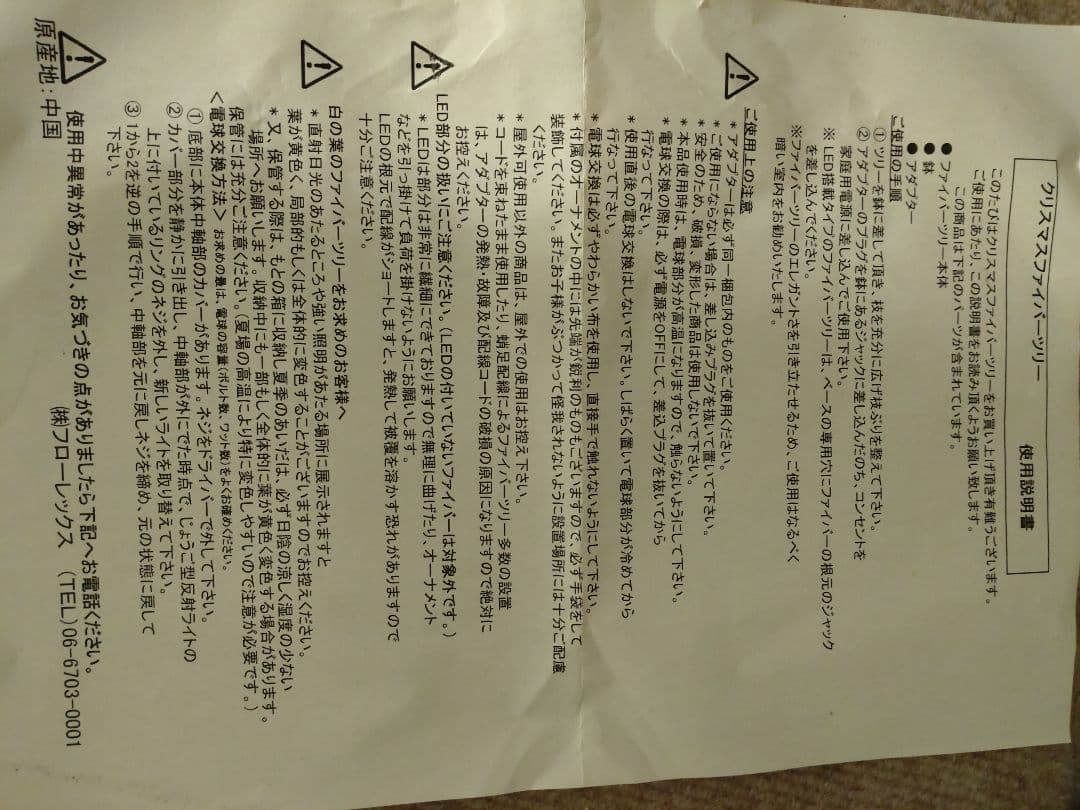 クリスマスファイバーツリー　使用説明書
このたびはクリスマスファイバーツリーをお買い上げ頂き有難うございます。
ご使用にあたり、この説明書をお読み頂くようお願い致します。
この商品は下記のパーツが含まれています。
●ファイバーツリー本体
●鉢
●アダプター
ご使用の手順
①ツリーを鉢に差して頂き、枝を充分に広げ枝ぶりを整えて下さい。
②アダプターのプラグを鉢にあるジャックに差し込んだのち、コンセントを
家庭用電源に差し込んでご使用下さい。
※LED搭載タイプのファイバーツリーは、ベースの専用穴にファイバーの根元のジャック
を差し込んでください。
※ファイバーツリーのエレガントさを引き立たせるため、ご使用はなるべく
暗い室内をお勧めいたします。
ご使用上の注意
＊アダプターは必ず同一梱包内のものをご使用ください。
＊ご使用にならない場合は、差し込みプラグを抜いて置いて下さい。
＊安全のため、破損、変形した商品は使用しないで下さい。
＊本品使用時は、電球部分が高温になりますので、触らないようにして下さい。
＊電球交換の際は、必ず電源をOFFにして、差込プラグを抜いてから
行なって下さい。
＊使用直後の電球交換はしないで下さい。しばらく置いて電球部分が冷めてから
行なって下さい。
＊電球交換は必ずやわらかい布を使用し、直接手で触れないようにして下さい。
＊付属のオーナメントの中には先端が鋭利のものもございますので、必ず手袋をして
装飾してください。またお子様がぶつかって怪我されないように設置場所には十分ご配慮
ください。
＊屋外可使用以外の商品は、屋外での使用はお控え下さい。
＊コードを束ねたまま使用したり、蛸足配線によるファイバーツリー多数の設置
は、アダプターの発熱・故障及び配線コードの破損の原因になりますので絶対に
お控えください。
LED部分の扱いにご注意ください。（LEDの付いていないファイバーは対象外です。）
＊LEDは部分は非常に繊細にできておりますので無理に曲げたり、オーナメント
などを引っ掛けて負荷を掛けないようにお願いします。
LEDの根元で配線がショートしますと、発熱して被覆を溶かす恐れがありますので
十分ご注意ください。
白の葉のファイバーツリーをお求めのお客様へ
＊直射日光のあたるところや強い照明があたる場所に展示されますと
葉が黄色く、局部的もしくは全体的に変色することがございますのでお控えください。
＊又、保管する際は、もとの箱に収納し夏季のあいだは、必ず日陰の涼しく湿度の少ない
場所へお願いします。収納中にも一部もしく全体的に葉が黄色く変色する場合があります。
保管には充分ご注意ください。（夏場の高温により特に変色しやすいので注意が必要です。）
＜電球交換方法＞　お求めの量は、電球の容量（ボルト数、ワット数）をよくお確めください。
①底部に本体中軸部のカバーがあります。ネジをドライバーで外して下さい。
②カバー部分を静かに引き出し、中軸部が外にでた時点で、じょうご型反射ライトの
上に付いているリングのネジを外し、新しいライトを取り替えて下さい。
③1からを逆の手順で行い、中軸部を元に戻しネジを締め、元の状態に戻して
下さい。
使用中異常があったり、お気づきの点がありましたら下記へお電話ください。
㈱フローレックス　（TEL）06-6703-0001
原産地：中国